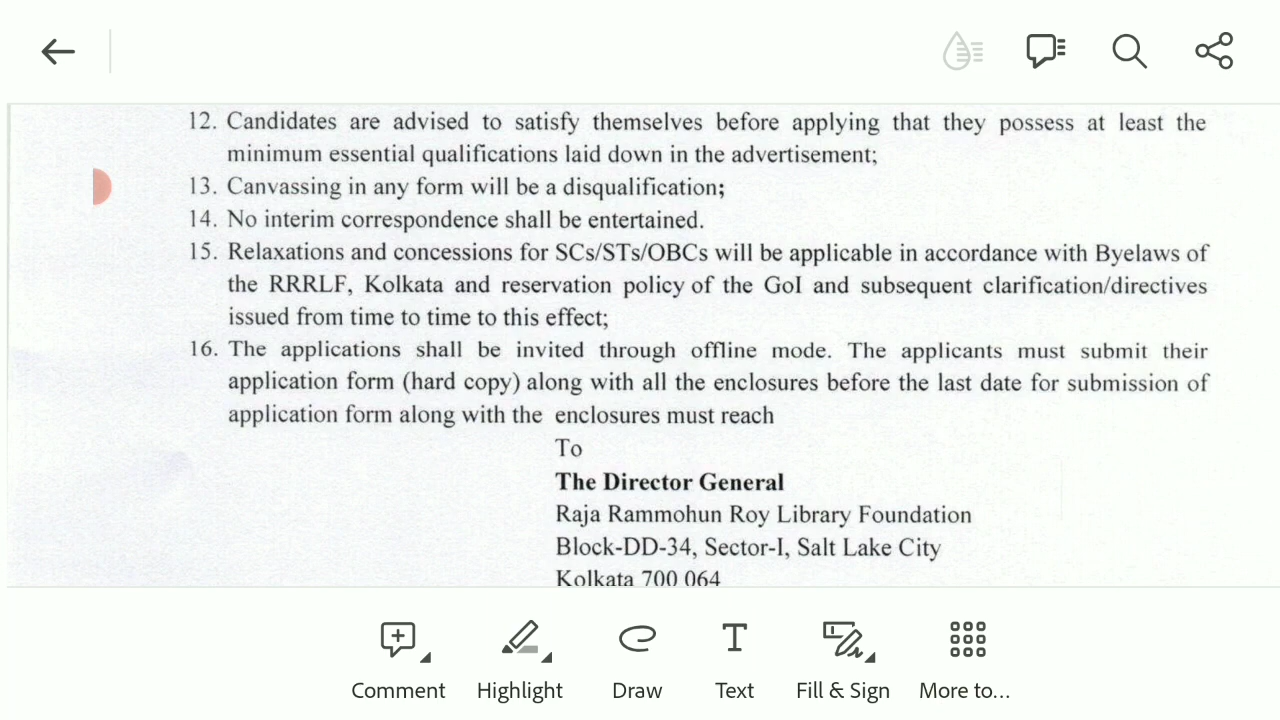 12. Candidates are advised to satisfy themselves before applying that they possess at least the
minimum essential qualifications laid down in the advertisement;
13. Canvassing in any form will be a disqualification;
14. No interim correspondence shall be entertained.
15. Relaxations and concessions for SCs/STs/OBCs will be applicable in accordance with Byelaws of
the RRRLF, Kolkata and reservation policy of the GoI and subsequent clarification/directives
issued from time to time to this effect;
16. The applications shall be invited through offline mode. The applicants must submit their
application form (hard copy) along with all the enclosures before the last date for submission of
application form along with the enclosures must reach
To
The Director General
Raja Rammohun Roy Library Foundation
Block-DD-34, Sector-I, Salt Lake City
Kolkata 700 064
Comment Highlight Draw Text Fill & Sign More to...